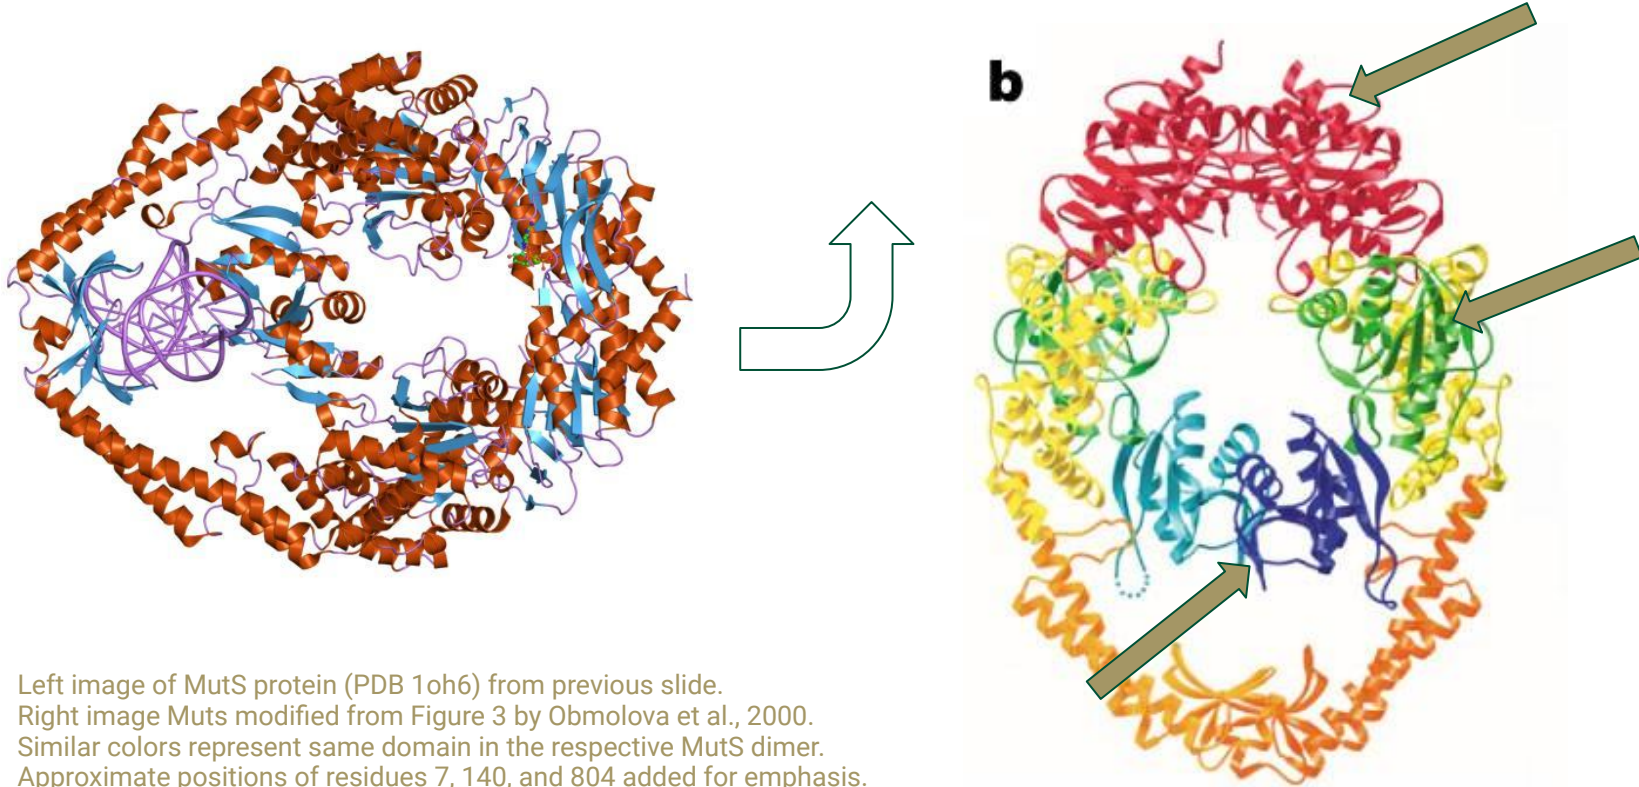 b
Left image of MutS protein (PDB 1oh6) from previous slide.
Right image Muts modified from Figure 3 by Obmolova et al., 2000.
Similar colors represent same domain in the respective MutS dimer.
Approximate positions of residues 7, 140, and 804 added for emphasis.